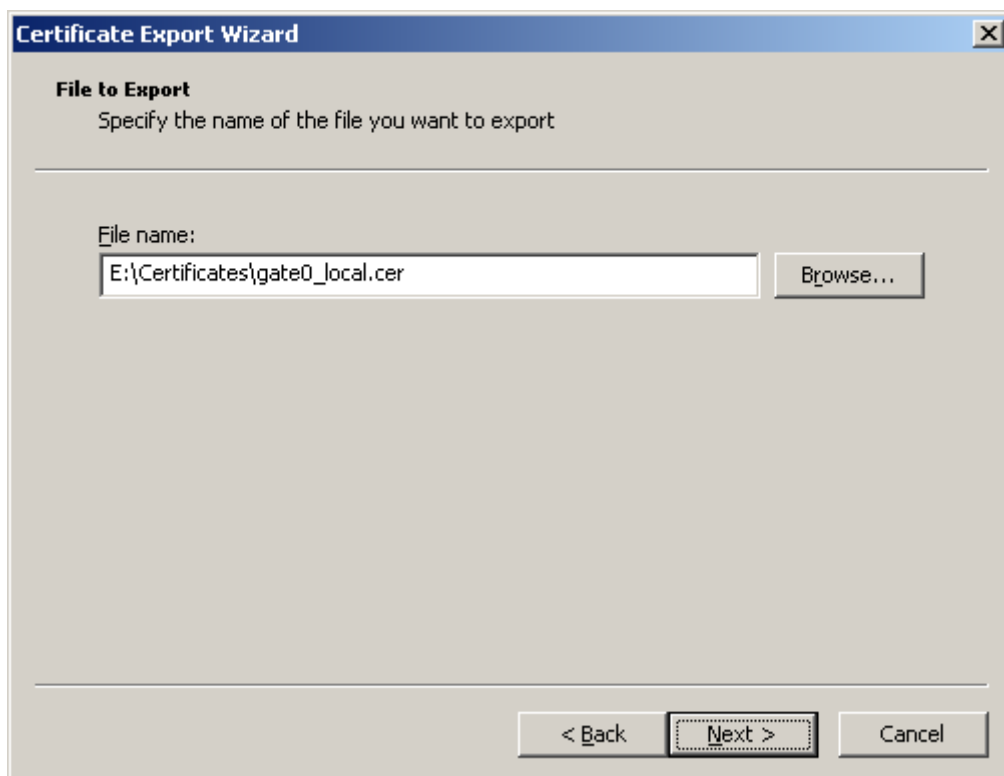 Certificate Export Wizard
File to Export
Specify the name of the file you want to export
File name:
E:\Certificates\gate0_local.cer
Browse...
< Back
Next >
Cancel